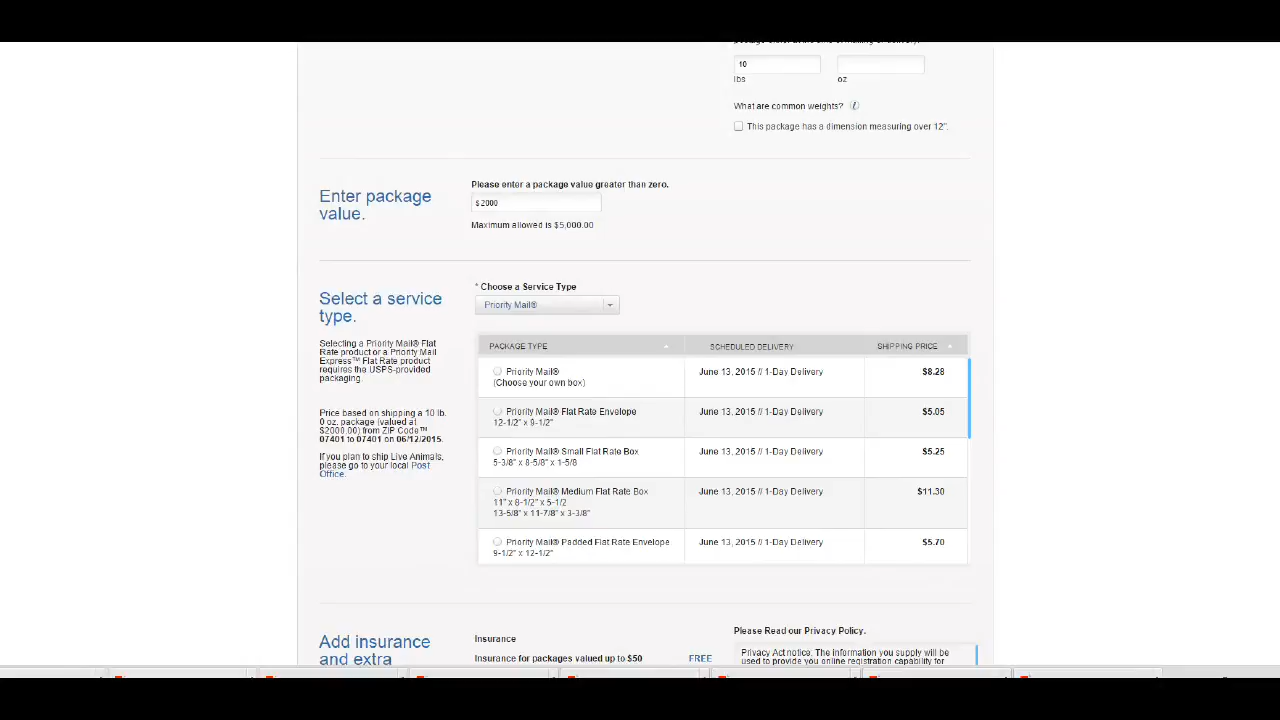 10
lbs
oz
What are common weights? i
This package has a dimension measuring over 12".
Enter package
value.
Please enter a package value greater than zero.
$2000
Maximum allowed is $5,000.00
Select a service
type.
Selecting a Priority Mail® Flat
Rate product or a Priority Mail
Express™ Flat Rate product
requires the USPS-provided
packaging.
Price based on shipping a 10 lb.
0 oz. package (valued at
$2000.00) from ZIP Code™
07401 to 07401 on 06/12/2015.
If you plan to ship Live Animals,
please go to your local Post
Office.
* Choose a Service Type
Priority Mail®
PACKAGE TYPE SCHEDULED DELIVERY SHIPPING PRICE
Priority Mail® June 13, 2015 // 1-Day Delivery $8.28
(Choose your own box)
Priority Mail® Flat Rate Envelope June 13, 2015 // 1-Day Delivery $5.05
12-1/2" x 9-1/2"
Priority Mail® Small Flat Rate Box June 13, 2015 // 1-Day Delivery $5.25
5-3/8" x 8-5/8" x 1-5/8
Priority Mail® Medium Flat Rate Box June 13, 2015 // 1-Day Delivery $11.30
11" x 8-1/2" x 5-1/2
13-5/8" x 11-7/8" x 3-3/8"
Priority Mail® Padded Flat Rate Envelope June 13, 2015 // 1-Day Delivery $5.70
9-1/2" x 12-1/2"
Add insurance
and extra
Insurance
Insurance for packages valued up to $50 FREE
Please Read our Privacy Policy.
Privacy Act notice: The information you supply will be
used to provide you online registration capability for